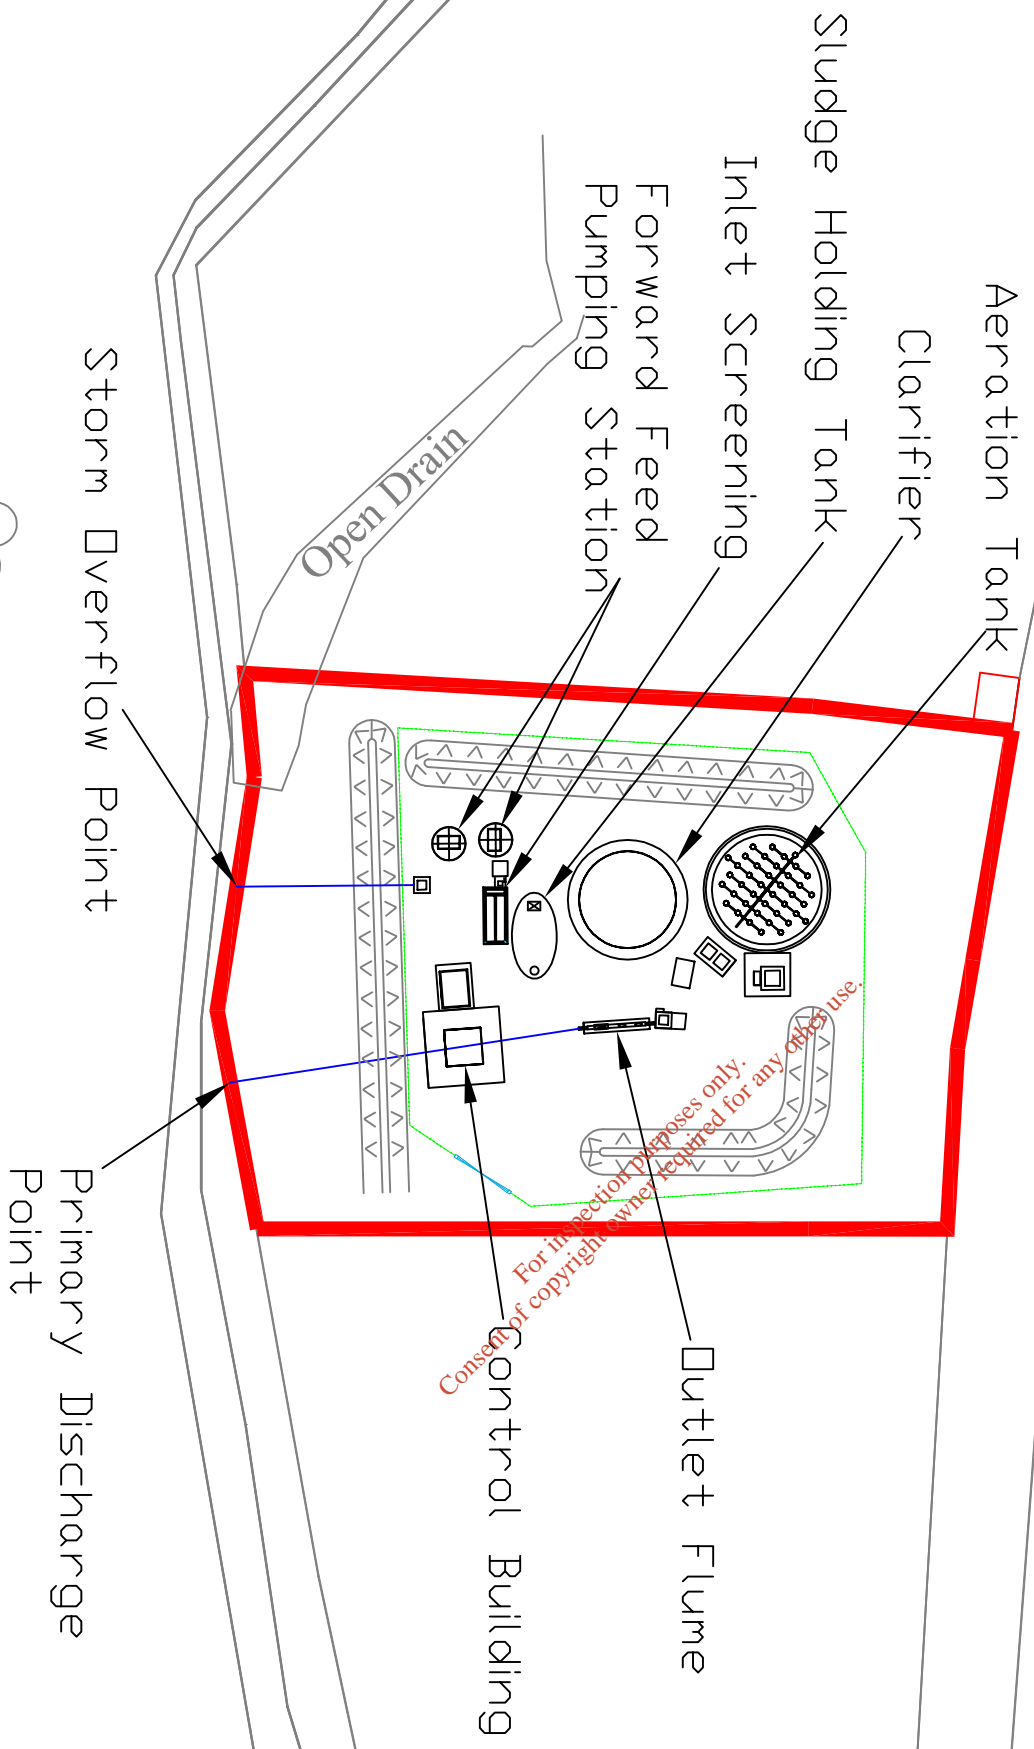 Aeration Tank
Clarifier
Sludge Holding Tank
Inlet Screening
Forward Feed
Pumping Station
Open Drain
Storm Overflow Point
Outlet Flume
Control Building
Primary Discharge
Point
For inspection purposes only.
Consent of copyright owner required for any other use.